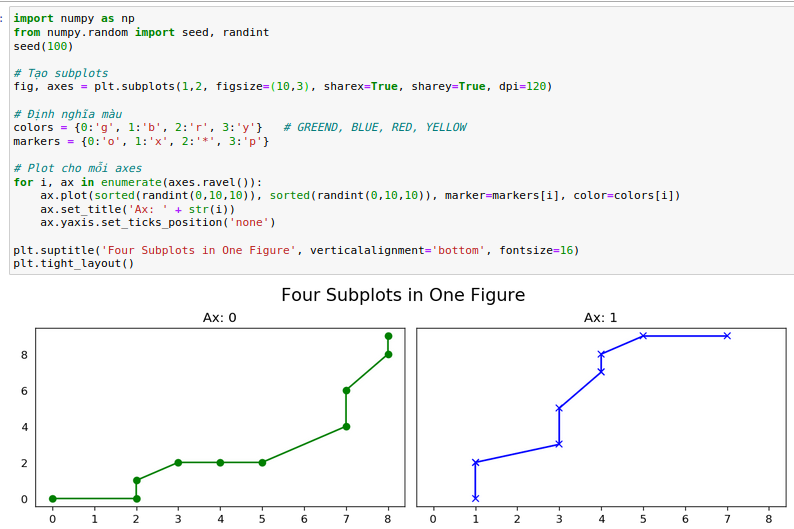 :
import numpy as np
from numpy.random import seed, randint
seed(100)
# Tạo subplots
fig, axes = plt.subplots(1,2, figsize=(10,3), sharex=True, sharey=True, dpi=120)
# Định nghĩa màu
colors = {0:'g', 1:'b', 2:'r', 3:'y'}   # GREEND, BLUE, RED, YELLOW
markers = {0:'o', 1:'x', 2:'*', 3:'p'}
# Plot cho mỗi axes
for i, ax in enumerate(axes.ravel()):
    ax.plot(sorted(randint(0,10,10)), sorted(randint(0,10,10)), marker=markers[i], color=colors[i])
    ax.set_title('Ax: ' + str(i))
    ax.yaxis.set_ticks_position('none')
plt.suptitle('Four Subplots in One Figure', verticalalignment='bottom', fontsize=16)
plt.tight_layout()
Four Subplots in One Figure
Ax: 0
8
6
4
2
0
0 1 2 3 4 5 6 7 8
Ax: 1
0 1 2 3 4 5 6 7 8